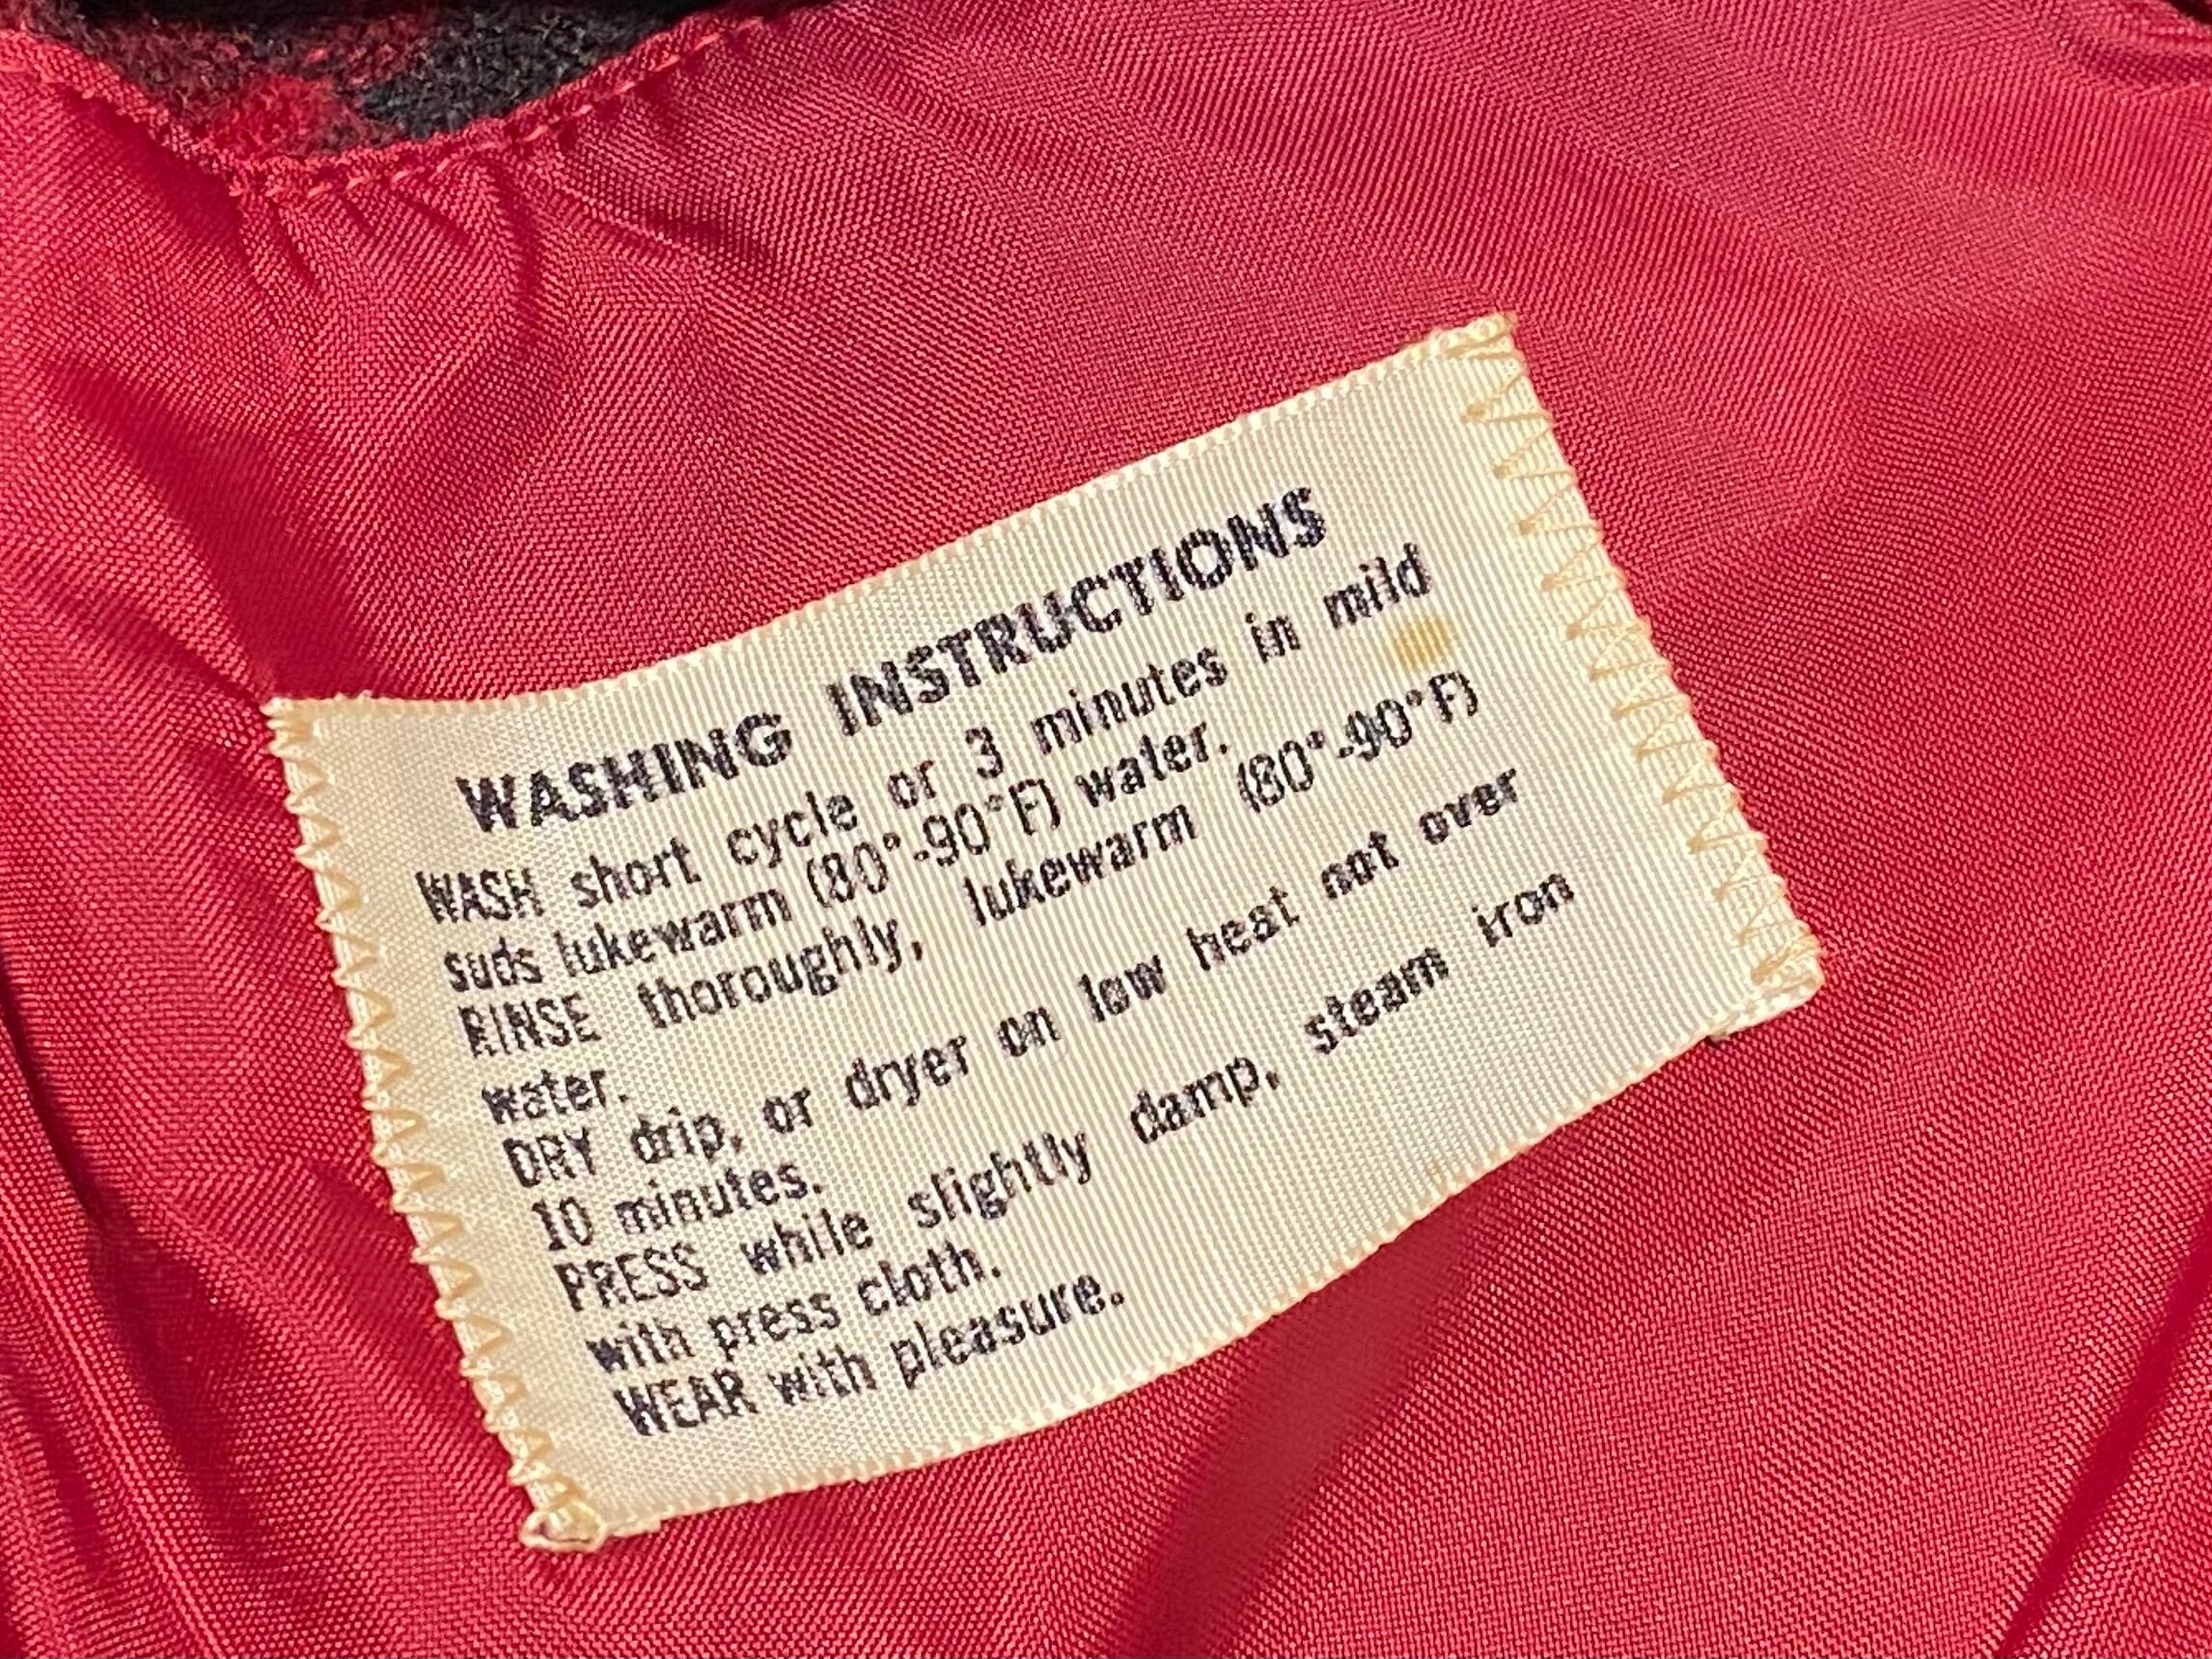 WASHING INSTRUCTIONS
WASH short cycle or 3 minutes in mild
suds lukewarm (80°-90°F) water.
RINSE thoroughly, lukewarm (80°-90°F)
water.
DRY drip, or dryer on low heat not over
10 minutes.
PRESS while slightly damp, steam iron
with press cloth.
WEAR with pleasure.